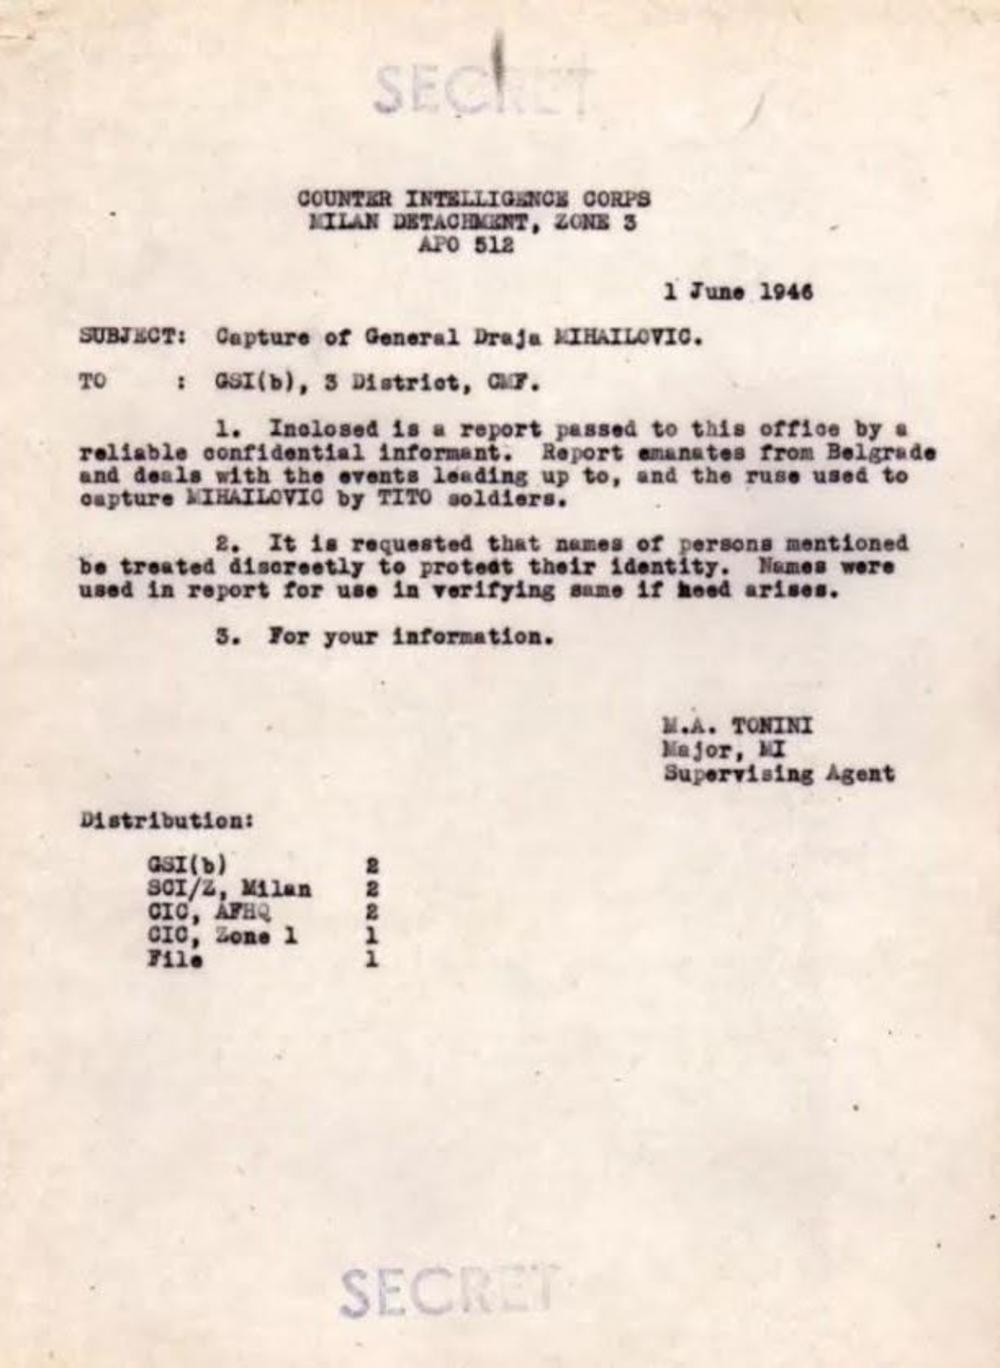 SECRET
COUNTER INTELLIGENCE CORPS
MILAN DETACHMENT, ZONE 3
APO 512
1 June 1946
SUBJECT: Capture of General Draja MIHAILOVIC.
TO : GSI(b), 3 District, CMF.
1. Inclosed is a report passed to this office by a
reliable confidential informant. Report emanates from Belgrade
and deals with the events leading up to, and the ruse used to
capture MIHAILOVIC by TITO soldiers.
2. It is requested that names of persons mentioned
be treated discreetly to protect their identity. Names were
used in report for use in verifying same if heed arises.
3. For your information.
M.A. TONINI
Major, MI
Supervising Agent
Distribution:
GSI(b) 2
SCI/Z, Milan 2
CIC, AFHQ 2
CIC, Zone 1 1
File 1
SECRET